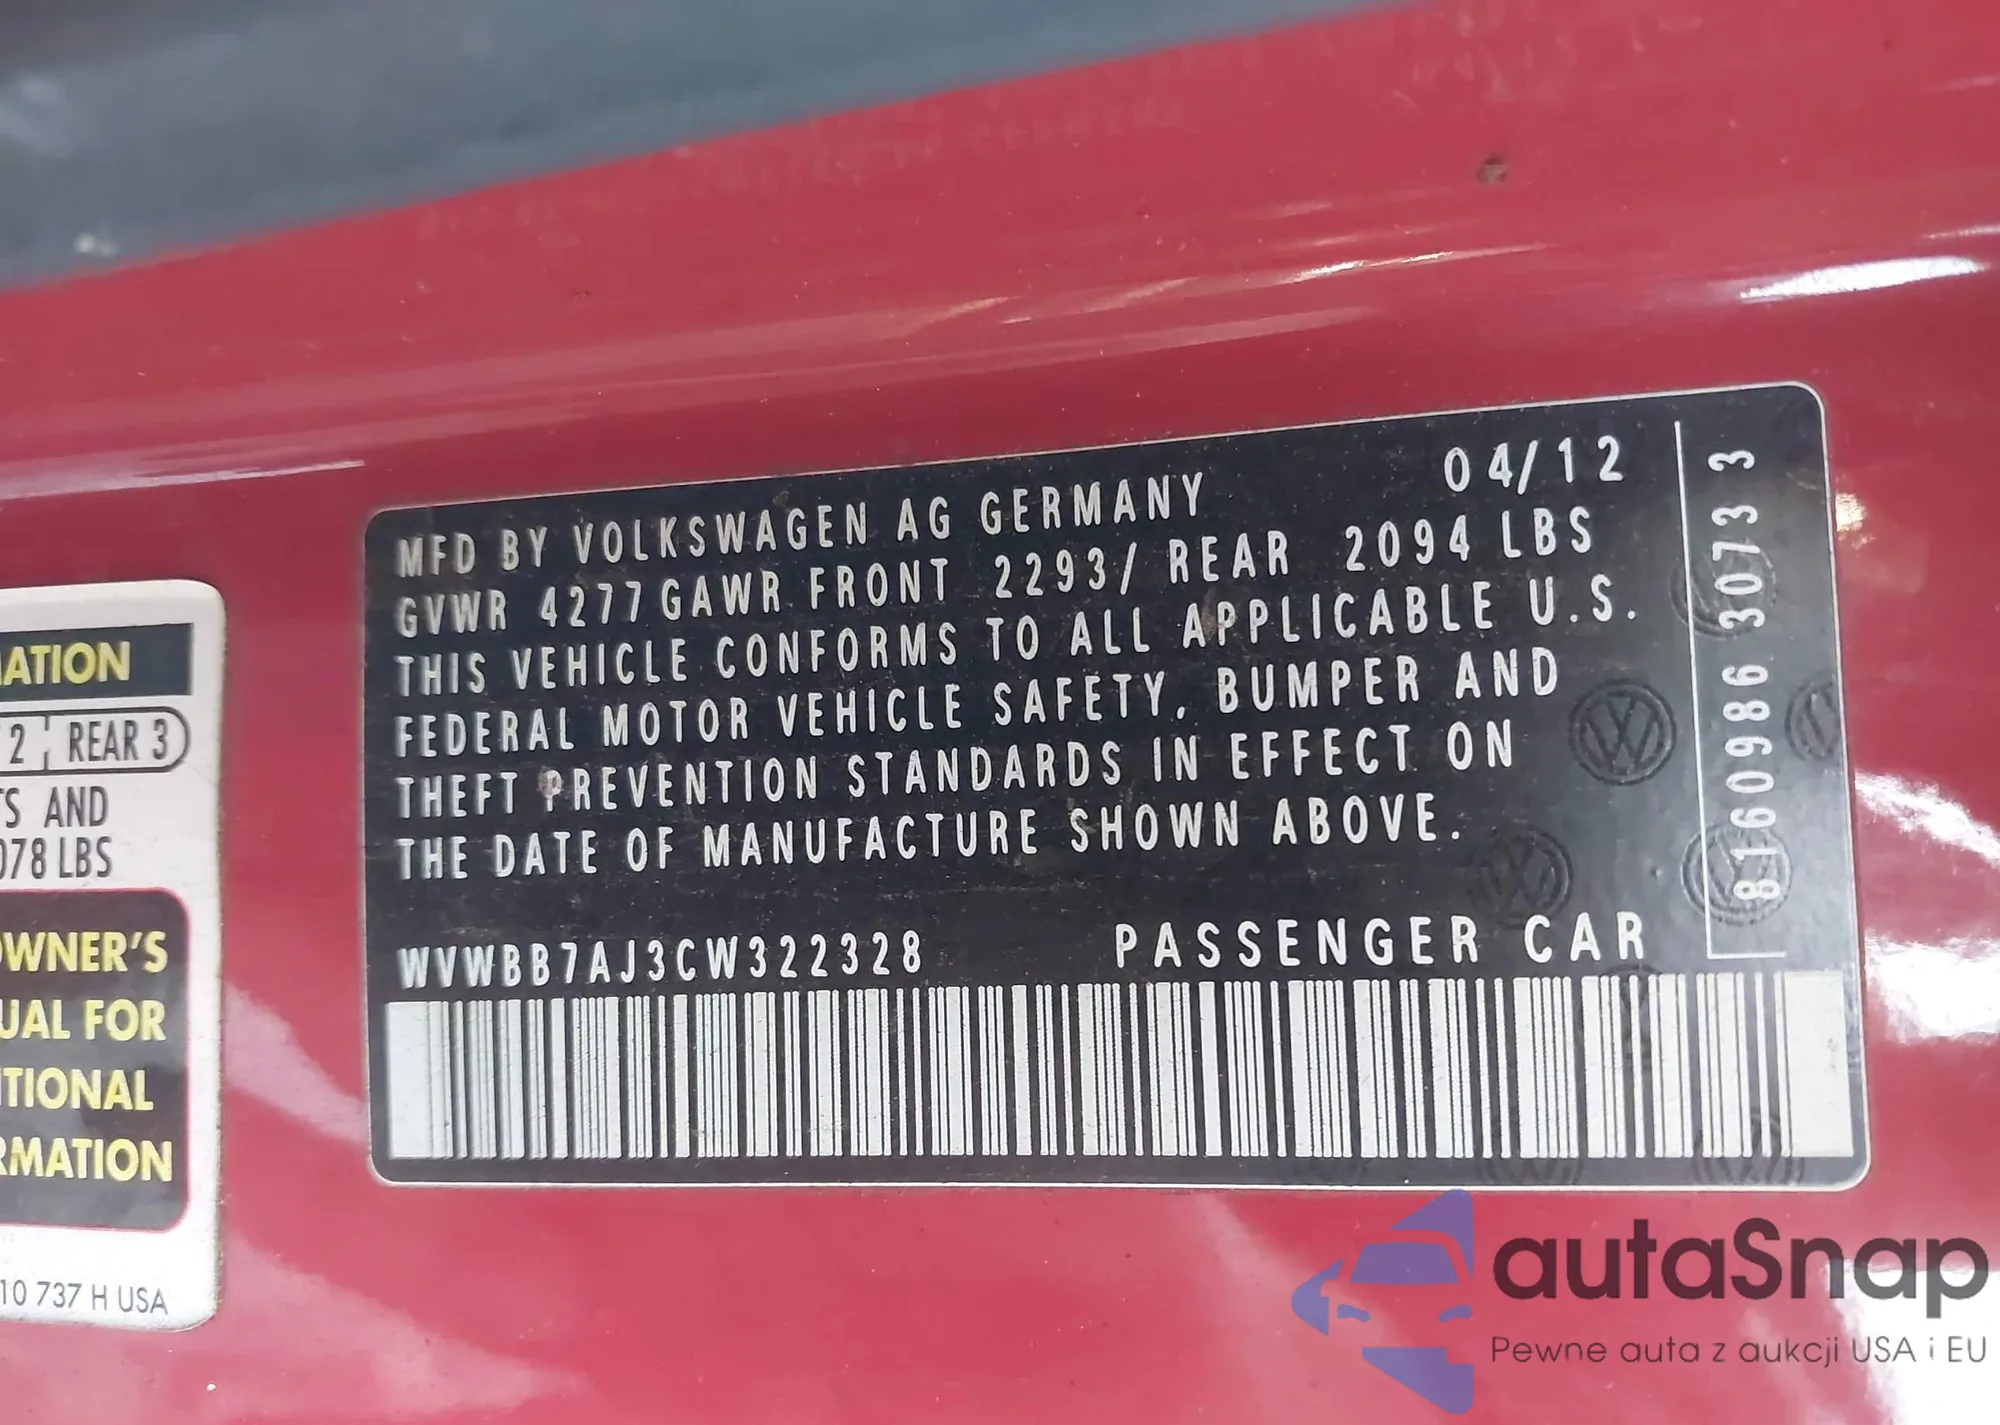 MFD BY VOLKSWAGEN AG GERMANY 04/12
GVWR 4277 GAWR FRONT 2293/ REAR 2094 LBS
THIS VEHICLE CONFORMS TO ALL APPLICABLE U.S.
FEDERAL MOTOR VEHICLE SAFETY, BUMPER AND
THEFT PREVENTION STANDARDS IN EFFECT ON
THE DATE OF MANUFACTURE SHOWN ABOVE.
WVWBB7AJ3CW322328 PASSENGER CAR
8160986 3073 3
ATION
2 REAR 3
S AND
078 LBS
OWNER'S
UAL FOR
ITIONAL
RMATION
10 737 H USA
autaSnap
Pewne auta z aukcji USA i EU